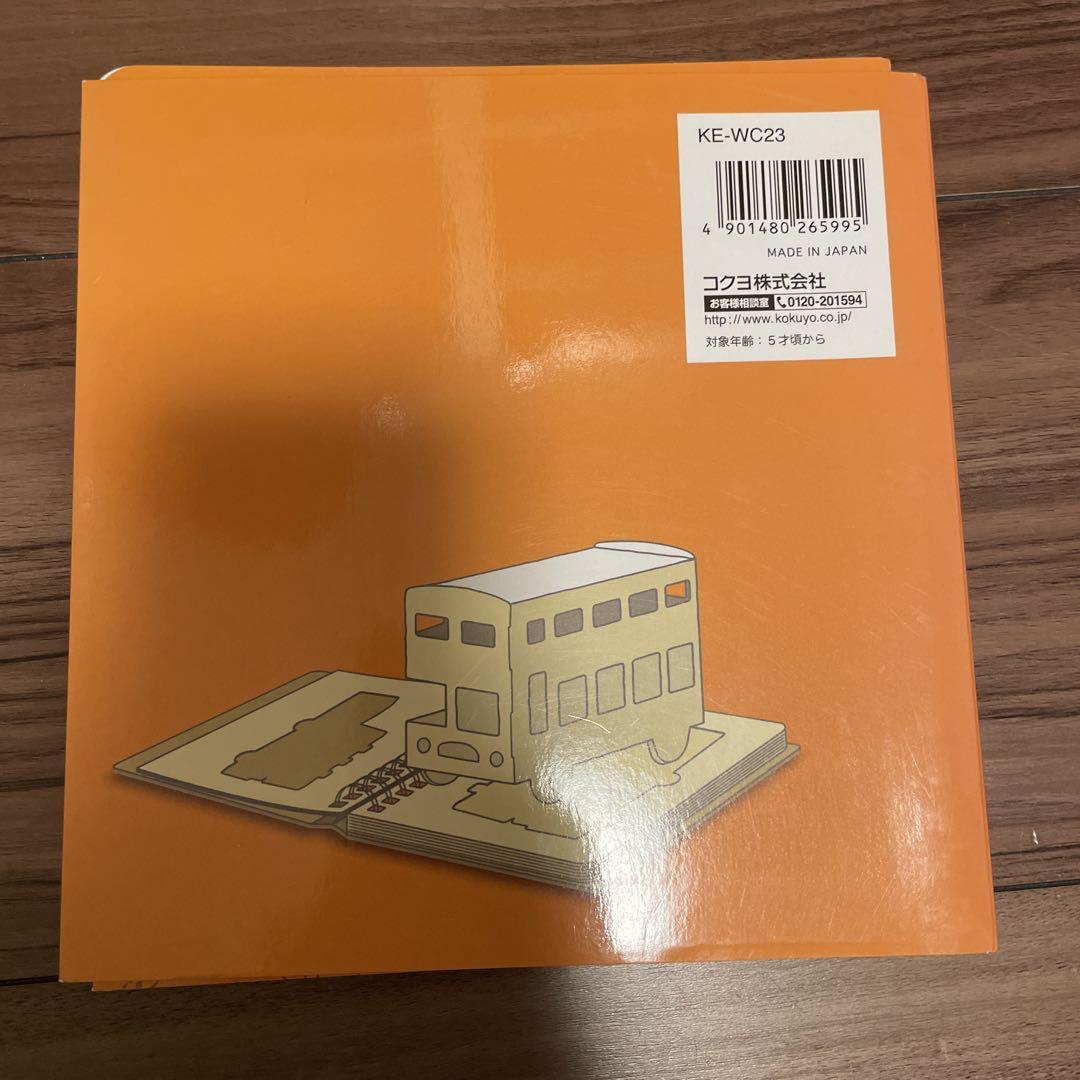 KE-WC23
4 901480 265995
MADE IN JAPAN
コクヨ株式会社
お客様相談室 0120-201594
http://www.kokuyo.co.jp/
対象年齢：5才頃から